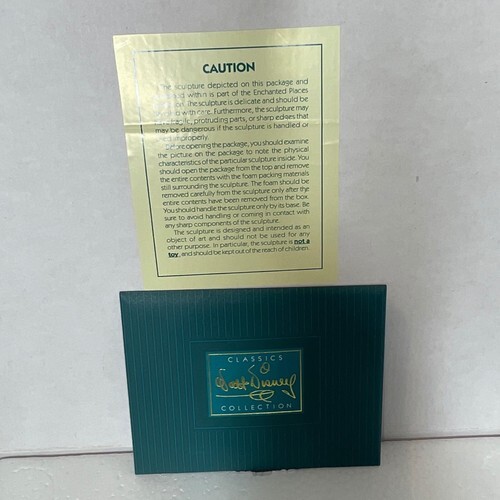 CAUTION
sculpture depicted on this package and
within is part of the Enchanted Places
The sculpture is delicate and should be
with care. Furthermore, the sculpture may
protruding parts, or sharp edges that
may be dangerous if the sculpture is handled or
improperly.
Before opening the package, you should examine
the picture on the package to note the physical
characteristics of the particular sculpture inside. You
should open the package from the top and remove
the entire contents with the foam packing materials
still surrounding the sculpture. The foam should be
removed carefully from the sculpture only after the
entire contents have been removed from the box.
You should handle the sculpture only by its base. Be
sure to avoid handling or coming in contact with
any sharp components of the sculpture.
The sculpture is designed and intended as an
object of art and should not be used for any
other purpose. In particular, the sculpture is not a
toy, and should be kept out of the reach of children.
CLASSICS
Walt Disney
COLLECTION